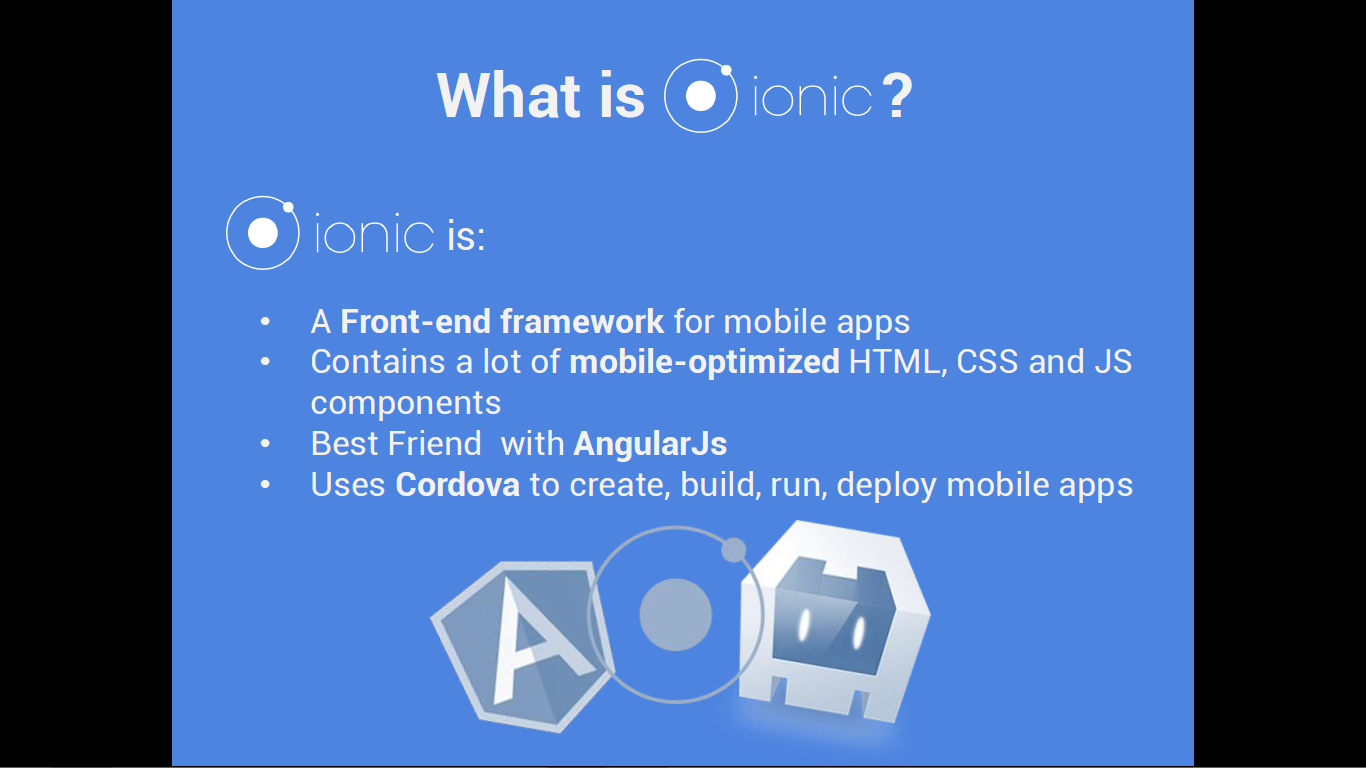 What is ionic ?
ionic is:
• A Front-end framework for mobile apps
• Contains a lot of mobile-optimized HTML, CSS and JS
components
• Best Friend  with AngularJs
• Uses Cordova to create, build, run, deploy mobile apps
A